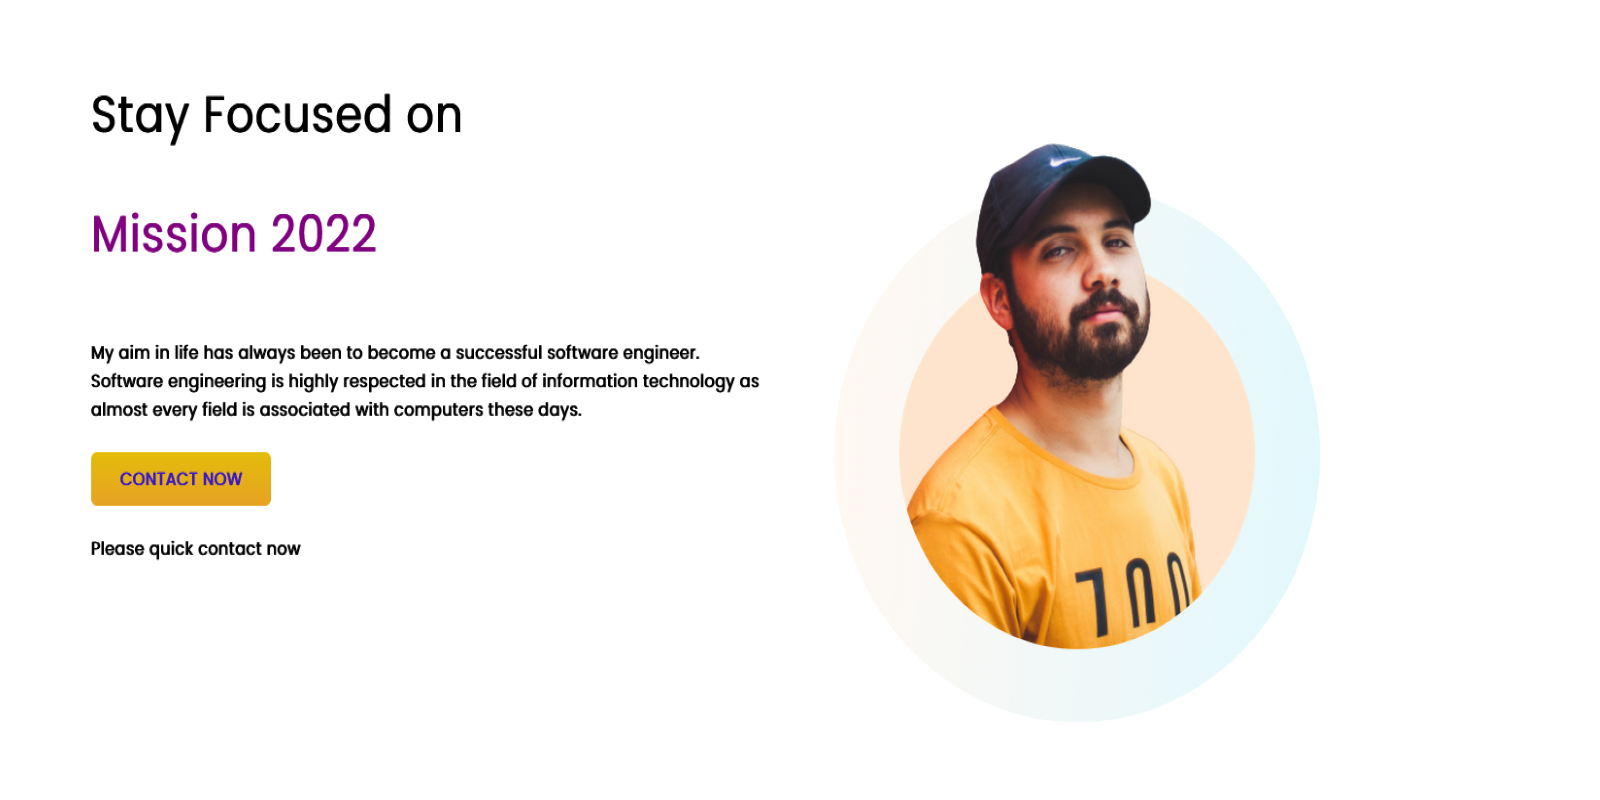 Stay Focused on
Mission 2022
My aim in life has always been to become a successful software engineer.
Software engineering is highly respected in the field of information technology as
almost every field is associated with computers these days.
CONTACT NOW
Please quick contact now